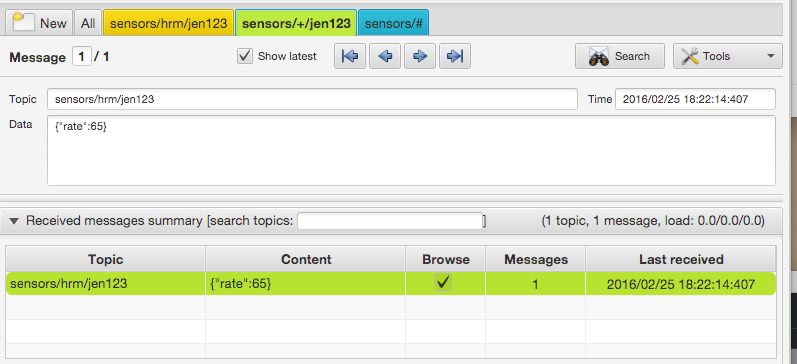 New All sensors/hrm/jen123 sensors/+/jen123 sensors/#
Message 1 / 1 Show latest Search Tools
Topic sensors/hrm/jen123 Time 2016/02/25 18:22:14:407
Data {"rate":65}
Received messages summary [search topics: ] (1 topic, 1 message, load: 0.0/0.0/0.0)
Topic Content Browse Messages Last received
sensors/hrm/jen123 {"rate":65} 1 2016/02/25 18:22:14:407